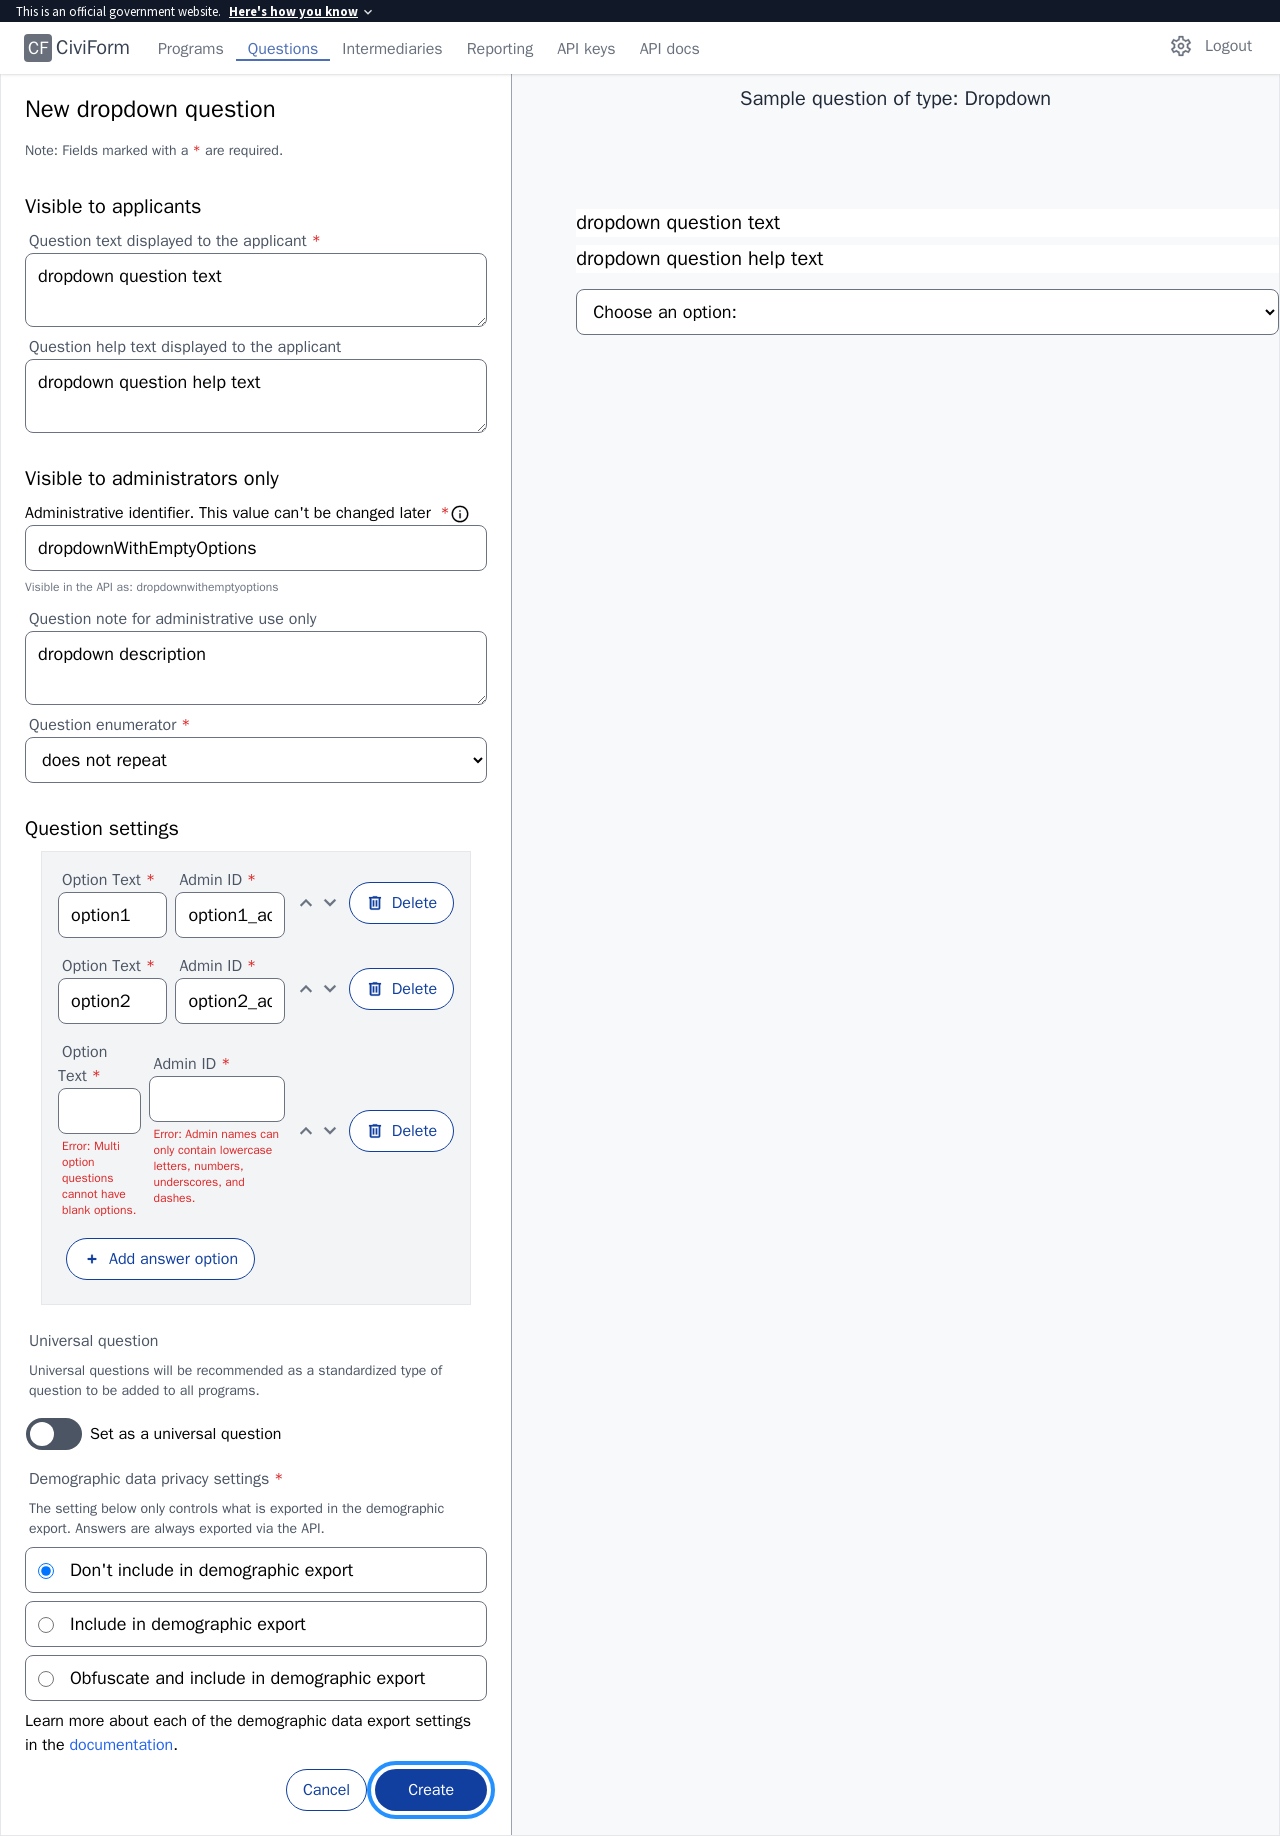 This is an official government website. Here's how you know
CF CiviForm Programs Questions Intermediaries Reporting API keys API docs Logout
New dropdown question
Note: Fields marked with a * are required.
Visible to applicants
Question text displayed to the applicant *
dropdown question text
Question help text displayed to the applicant
dropdown question help text
Visible to administrators only
Administrative identifier. This value can't be changed later *
dropdownWithEmptyOptions
Visible in the API as: dropdownwithemptyoptions
Question note for administrative use only
dropdown description
Question enumerator *
does not repeat
Question settings
Option Text * Admin ID *
option1 option1_ac Delete
Option Text * Admin ID *
option2 option2_ac Delete
Option
Text *
Admin ID *
Error: Multi
option
questions
cannot have
blank options.
Error: Admin names can
only contain lowercase
letters, numbers,
underscores, and
dashes.
Delete
+ Add answer option
Universal question
Universal questions will be recommended as a standardized type of
question to be added to all programs.
Set as a universal question
Demographic data privacy settings *
The setting below only controls what is exported in the demographic
export. Answers are always exported via the API.
Don't include in demographic export
Include in demographic export
Obfuscate and include in demographic export
Learn more about each of the demographic data export settings
in the documentation.
Cancel Create
Sample question of type: Dropdown
dropdown question text
dropdown question help text
Choose an option: